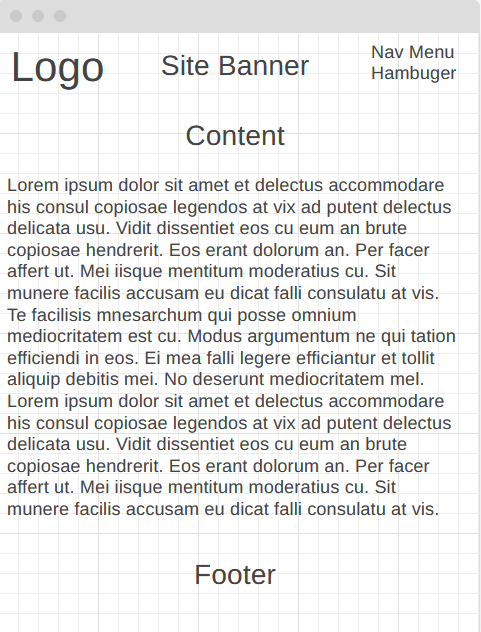 Logo
Site Banner
Nav Menu
Hambuger
Content
Lorem ipsum dolor sit amet et delectus accommodare
his consul copiosae legendos at vix ad putent delectus
delicata usu. Vidit dissentiet eos cu eum an brute
copiosae hendrerit. Eos erant dolorum an. Per facer
affert ut. Mei iisque mentitum moderatius cu. Sit
munere facilis accusam eu dicat falli consulatu at vis.
Te facilisis mnesarchum qui posse omnium
mediocritatem est cu. Modus argumentum ne qui tation
efficiendi in eos. Ei mea falli legere efficiantur et tollit
aliquip debitis mei. No deserunt mediocritatem mel.
Lorem ipsum dolor sit amet et delectus accommodare
his consul copiosae legendos at vix ad putent delectus
delicata usu. Vidit dissentiet eos cu eum an brute
copiosae hendrerit. Eos erant dolorum an. Per facer
affert ut. Mei iisque mentitum moderatius cu. Sit
munere facilis accusam eu dicat falli consulatu at vis.
Footer